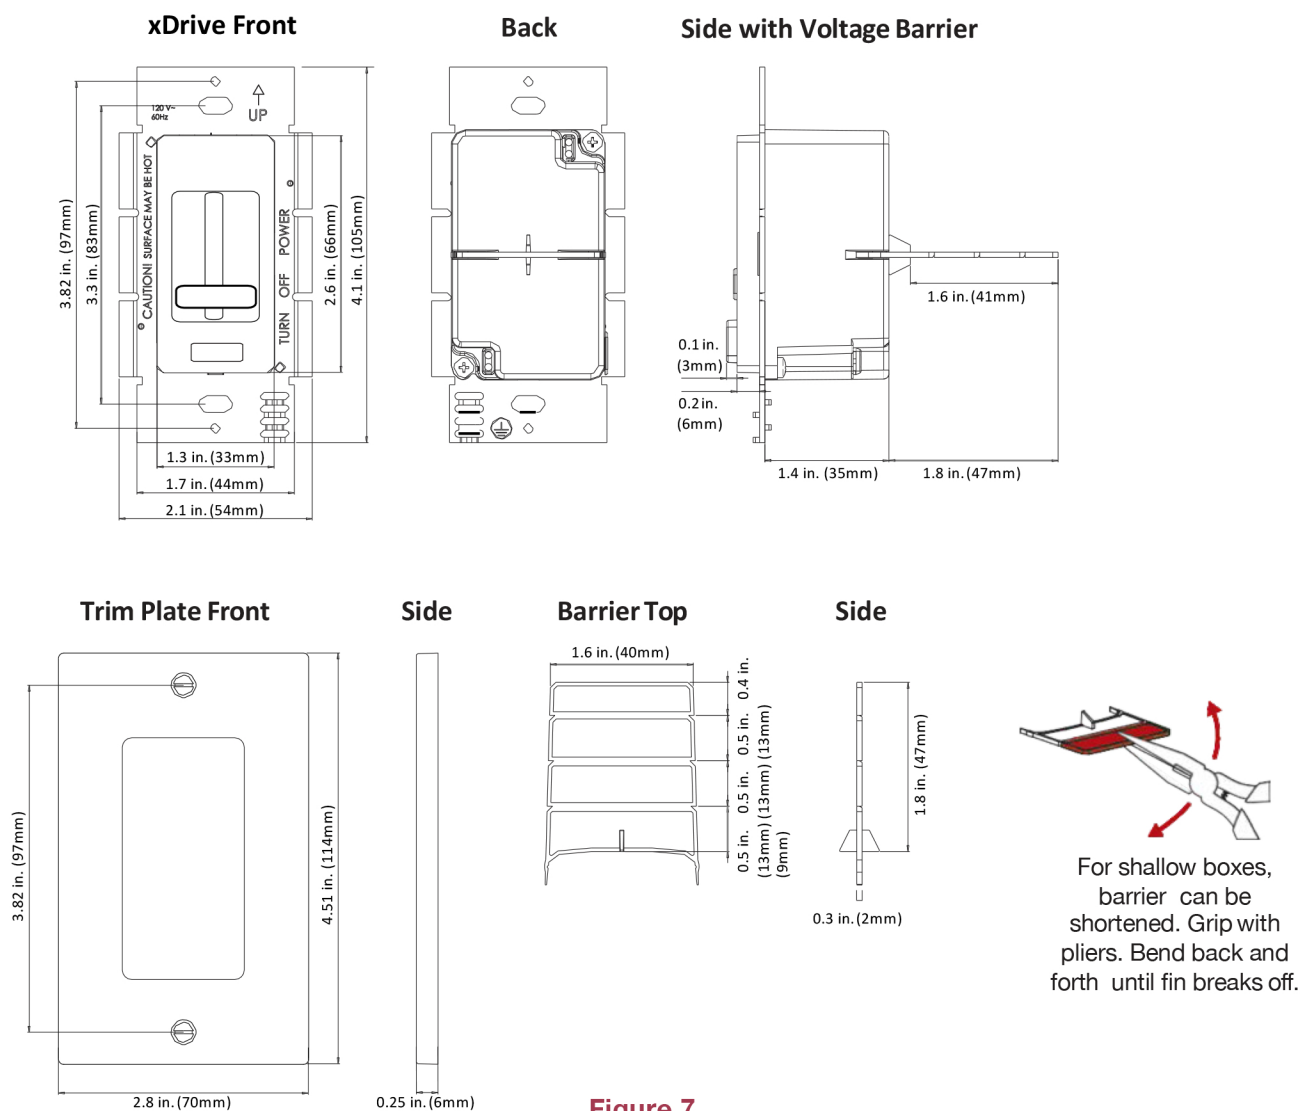 xDrive Front
Back
Side with Voltage Barrier
120 V~
60Hz
UP
CAUTION! SURFACE MAY BE HOT
TURN OFF POWER
3.82 in. (97mm)
3.3 in. (83mm)
2.6 in. (66mm)
4.1 in. (105mm)
1.3 in. (33mm)
1.7 in. (44mm)
2.1 in. (54mm)
1.6 in. (41mm)
0.1 in.
(3mm)
0.2 in.
(6mm)
1.4 in. (35mm)
1.8 in. (47mm)
Trim Plate Front
Side
Barrier Top
Side
3.82 in. (97mm)
4.51 in. (114mm)
2.8 in. (70mm)
0.25 in. (6mm)
1.6 in. (40mm)
0.5 in. 0.5 in. 0.5 in. 0.4 in.
(13mm) (13mm) (13mm)
(9mm)
1.8 in. (47mm)
0.3 in. (2mm)
For shallow boxes,
barrier can be
shortened. Grip with
pliers. Bend back and
forth until fin breaks off.
Figure 7